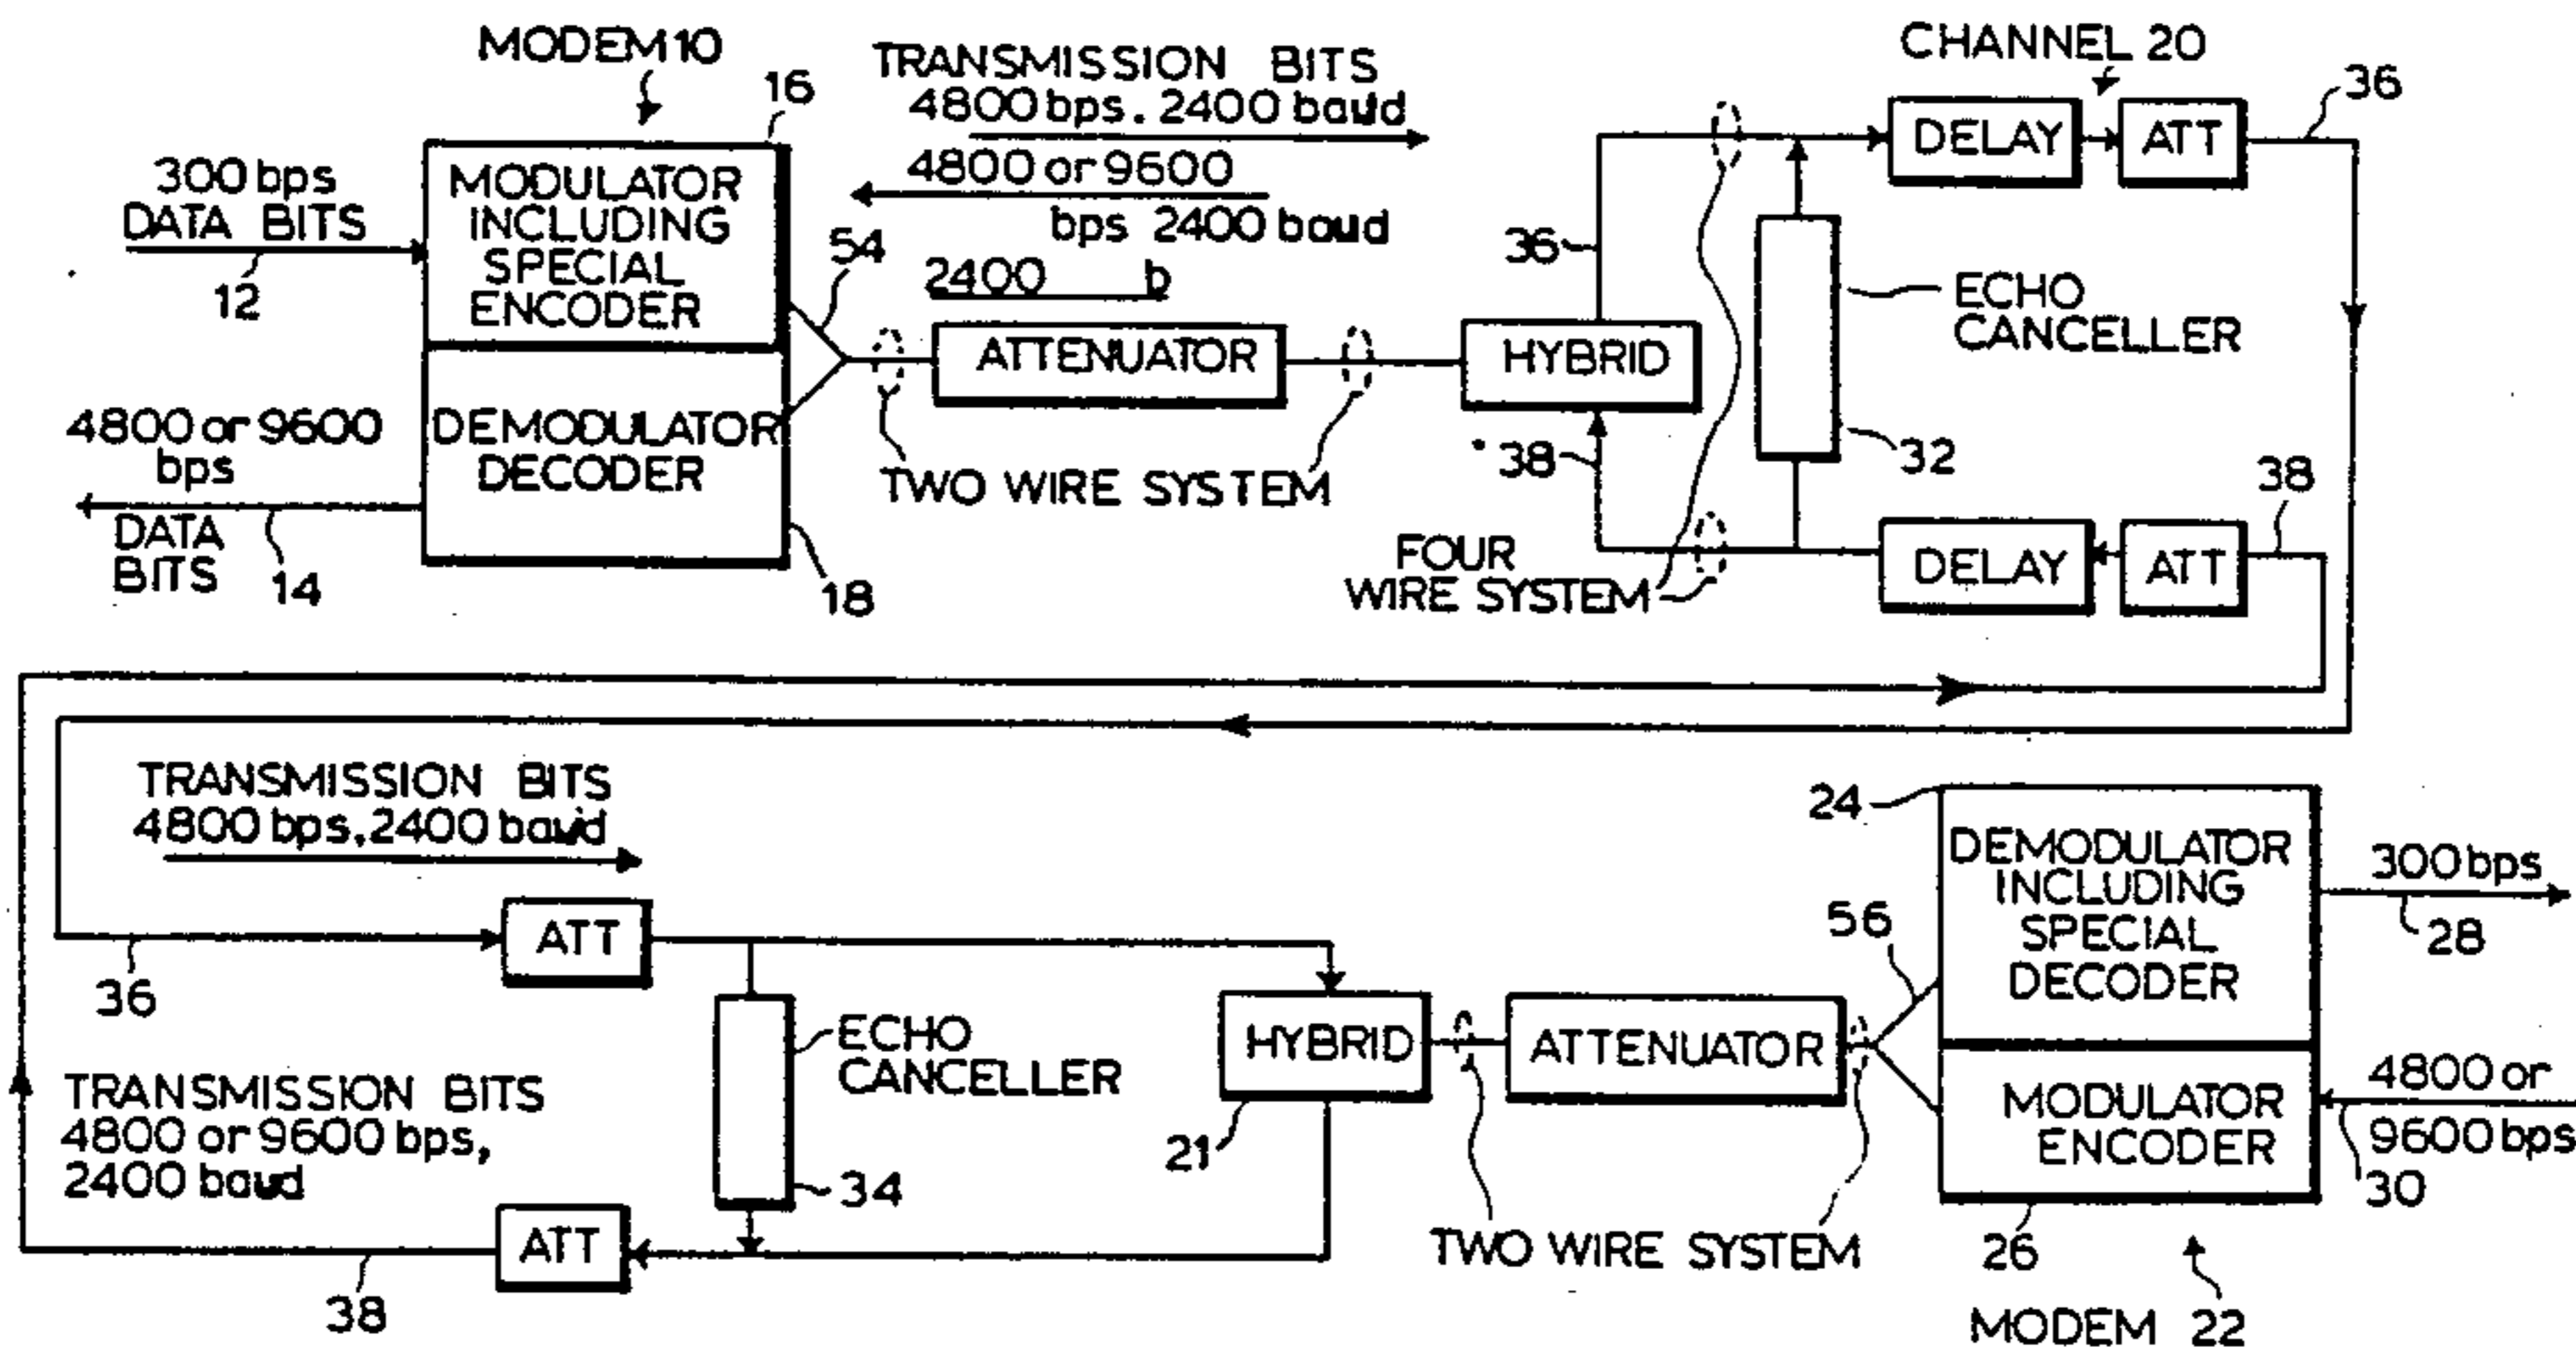 MODEM 10
16
TRANSMISSION BITS
4800 bps. 2400 baud
4800 or 9600
bps 2400 baud
2400 b
CHANNEL 20
36
300 bps
DATA BITS
12
MODULATOR
INCLUDING
SPECIAL
ENCODER
54
DELAY
ATT
36
ECHO
CANCELLER
ATTENUATOR
HYBRID
4800 or 9600
bps
DATA
BITS
14
DEMODULATOR
DECODER
18
TWO WIRE SYSTEM
38
32
38
FOUR
WIRE SYSTEM
DELAY
ATT
TRANSMISSION BITS
4800 bps, 2400 baud
36
ATT
ECHO
CANCELLER
34
HYBRID
21
ATTENUATOR
56
24
DEMODULATOR
INCLUDING
SPECIAL
DECODER
300 bps
28
MODULATOR
ENCODER
4800 or
9600 bps
30
26
TRANSMISSION BITS
4800 or 9600 bps,
2400 baud
ATT
38
TWO WIRE SYSTEM
MODEM 22